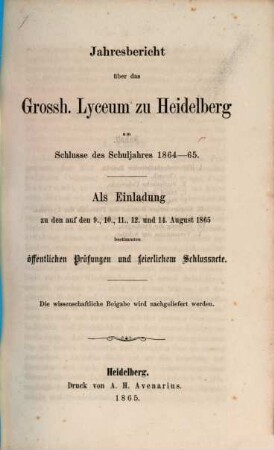 Jahresbericht
über das
Grossh. Lyceum zu Heidelberg
am
Schlusse des Schuljahres 1864—65.
Als Einladung
zu den auf den 9., 10., 11., 12. und 14. August 1865
bestimmten
öffentlichen Prüfungen und feierlichem Schlussacte.
Die wissenschaftliche Beigabe wird nachgeliefert werden.
Heidelberg.
Druck von A. H. Avenarius.
1865.